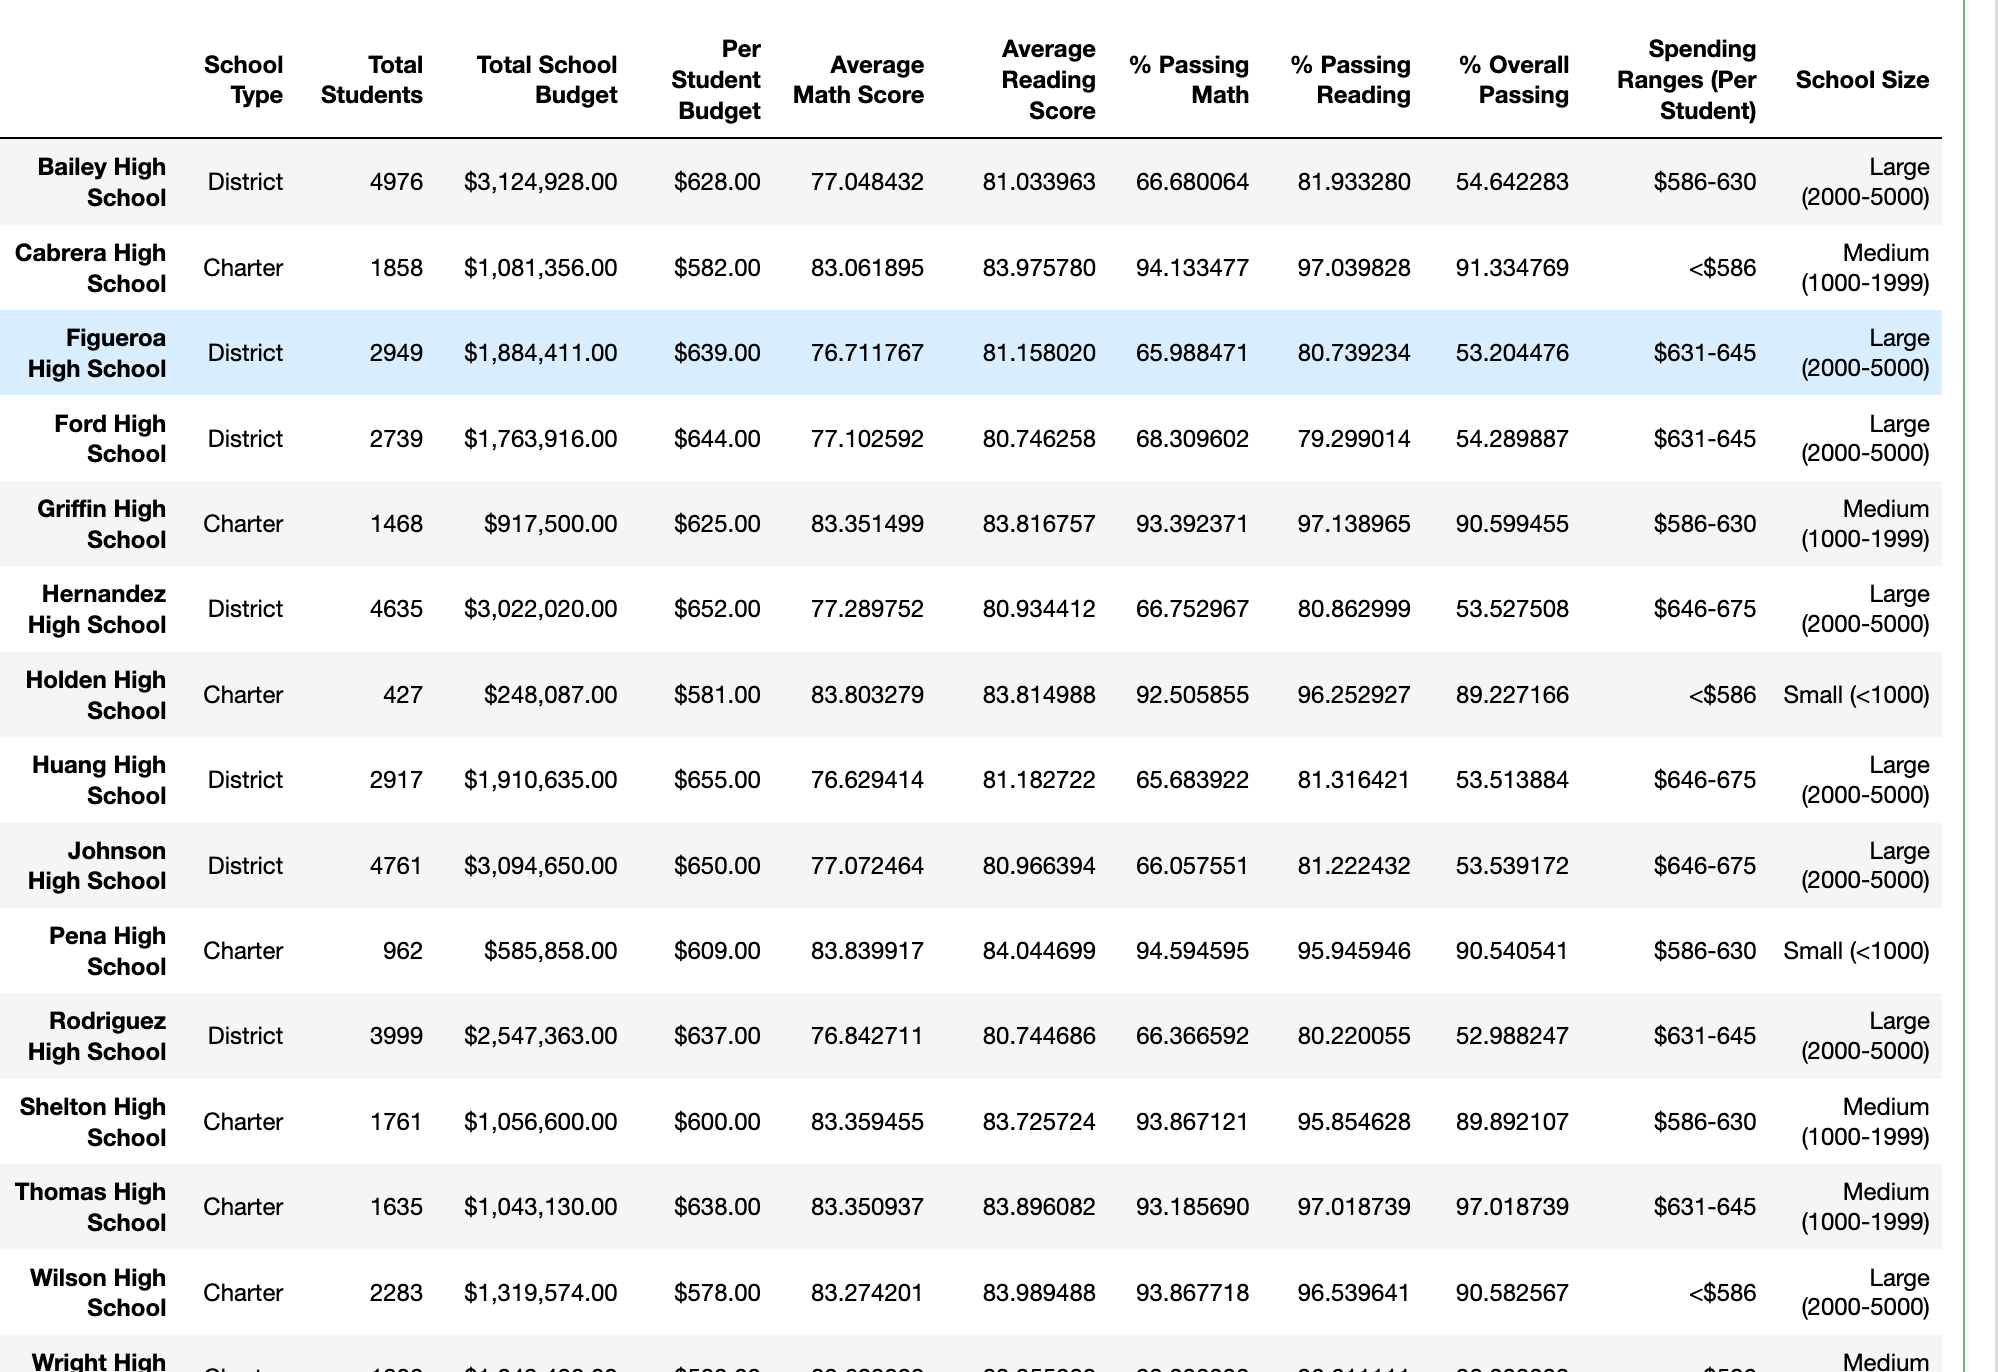 School Type Total Students Total School Budget Per Student Budget Average Math Score Average Reading Score % Passing Math % Passing Reading % Overall Passing Spending Ranges (Per Student) School Size
Bailey High School District 4976 $3,124,928.00 $628.00 77.048432 81.033963 66.680064 81.933280 54.642283 $586-630 Large (2000-5000)
Cabrera High School Charter 1858 $1,081,356.00 $582.00 83.061895 83.975780 94.133477 97.039828 91.334769 <$586 Medium (1000-1999)
Figueroa High School District 2949 $1,884,411.00 $639.00 76.711767 81.158020 65.988471 80.739234 53.204476 $631-645 Large (2000-5000)
Ford High School District 2739 $1,763,916.00 $644.00 77.102592 80.746258 68.309602 79.299014 54.289887 $631-645 Large (2000-5000)
Griffin High School Charter 1468 $917,500.00 $625.00 83.351499 83.816757 93.392371 97.138965 90.599455 $586-630 Medium (1000-1999)
Hernandez High School District 4635 $3,022,020.00 $652.00 77.289752 80.934412 66.752967 80.862999 53.527508 $646-675 Large (2000-5000)
Holden High School Charter 427 $248,087.00 $581.00 83.803279 83.814988 92.505855 96.252927 89.227166 <$586 Small (<1000)
Huang High School District 2917 $1,910,635.00 $655.00 76.629414 81.182722 65.683922 81.316421 53.513884 $646-675 Large (2000-5000)
Johnson High School District 4761 $3,094,650.00 $650.00 77.072464 80.966394 66.057551 81.222432 53.539172 $646-675 Large (2000-5000)
Pena High School Charter 962 $585,858.00 $609.00 83.839917 84.044699 94.594595 95.945946 90.540541 $586-630 Small (<1000)
Rodriguez High School District 3999 $2,547,363.00 $637.00 76.842711 80.744686 66.366592 80.220055 52.988247 $631-645 Large (2000-5000)
Shelton High School Charter 1761 $1,056,600.00 $600.00 83.359455 83.725724 93.867121 95.854628 89.892107 $586-630 Medium (1000-1999)
Thomas High School Charter 1635 $1,043,130.00 $638.00 83.350937 83.896082 93.185690 97.018739 97.018739 $631-645 Medium (1000-1999)
Wilson High School Charter 2283 $1,319,574.00 $578.00 83.274201 83.989488 93.867718 96.539641 90.582567 <$586 Large (2000-5000)
Wright High Medium